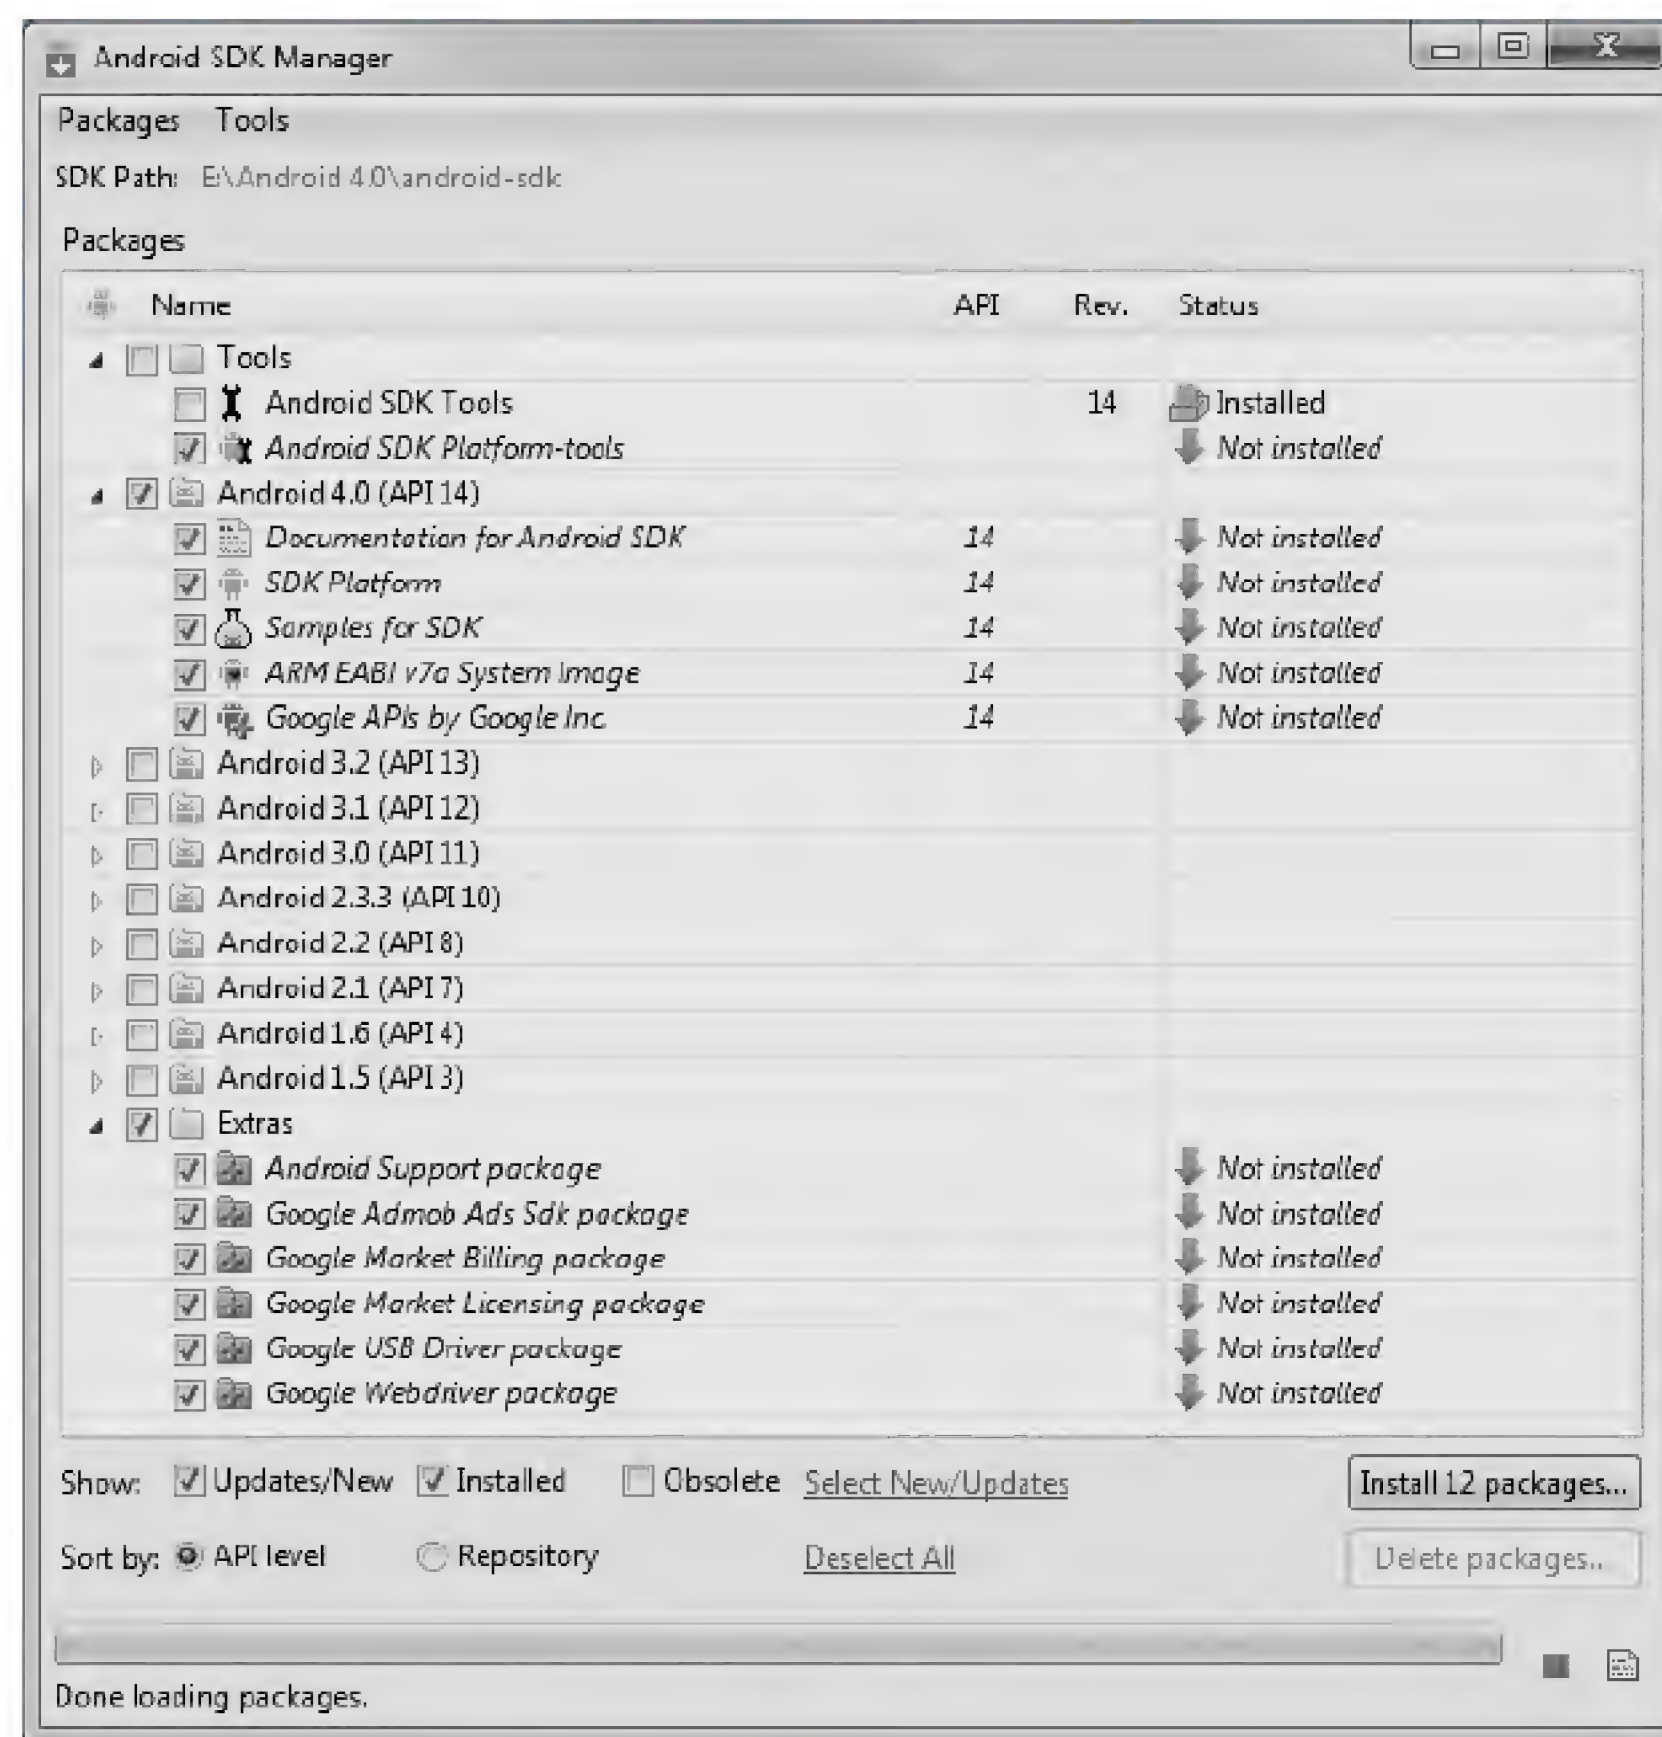 Android SDK Manager
Packages Tools
SDK Path: E:\Android 4.0\android-sdk
Packages
Name API Rev. Status
Tools
Android SDK Tools 14 Installed
Android SDK Platform-tools Not installed
Android 4.0 (API 14)
Documentation for Android SDK 14 Not installed
SDK Platform 14 Not installed
Samples for SDK 14 Not installed
ARM EABI v7a System Image 14 Not installed
Google APIs by Google Inc. 14 Not installed
Android 3.2 (API 13)
Android 3.1 (API 12)
Android 3.0 (API 11)
Android 2.3.3 (API 10)
Android 2.2 (API 8)
Android 2.1 (API 7)
Android 1.6 (API 4)
Android 1.5 (API 3)
Extras
Android Support package Not installed
Google Admob Ads Sdk package Not installed
Google Market Billing package Not installed
Google Market Licensing package Not installed
Google USB Driver package Not installed
Google Webdriver package Not installed
Show: Updates/New Installed Obsolete Select New/Updates Install 12 packages...
Sort by: API level Repository Deselect All Delete packages...
Done loading packages.